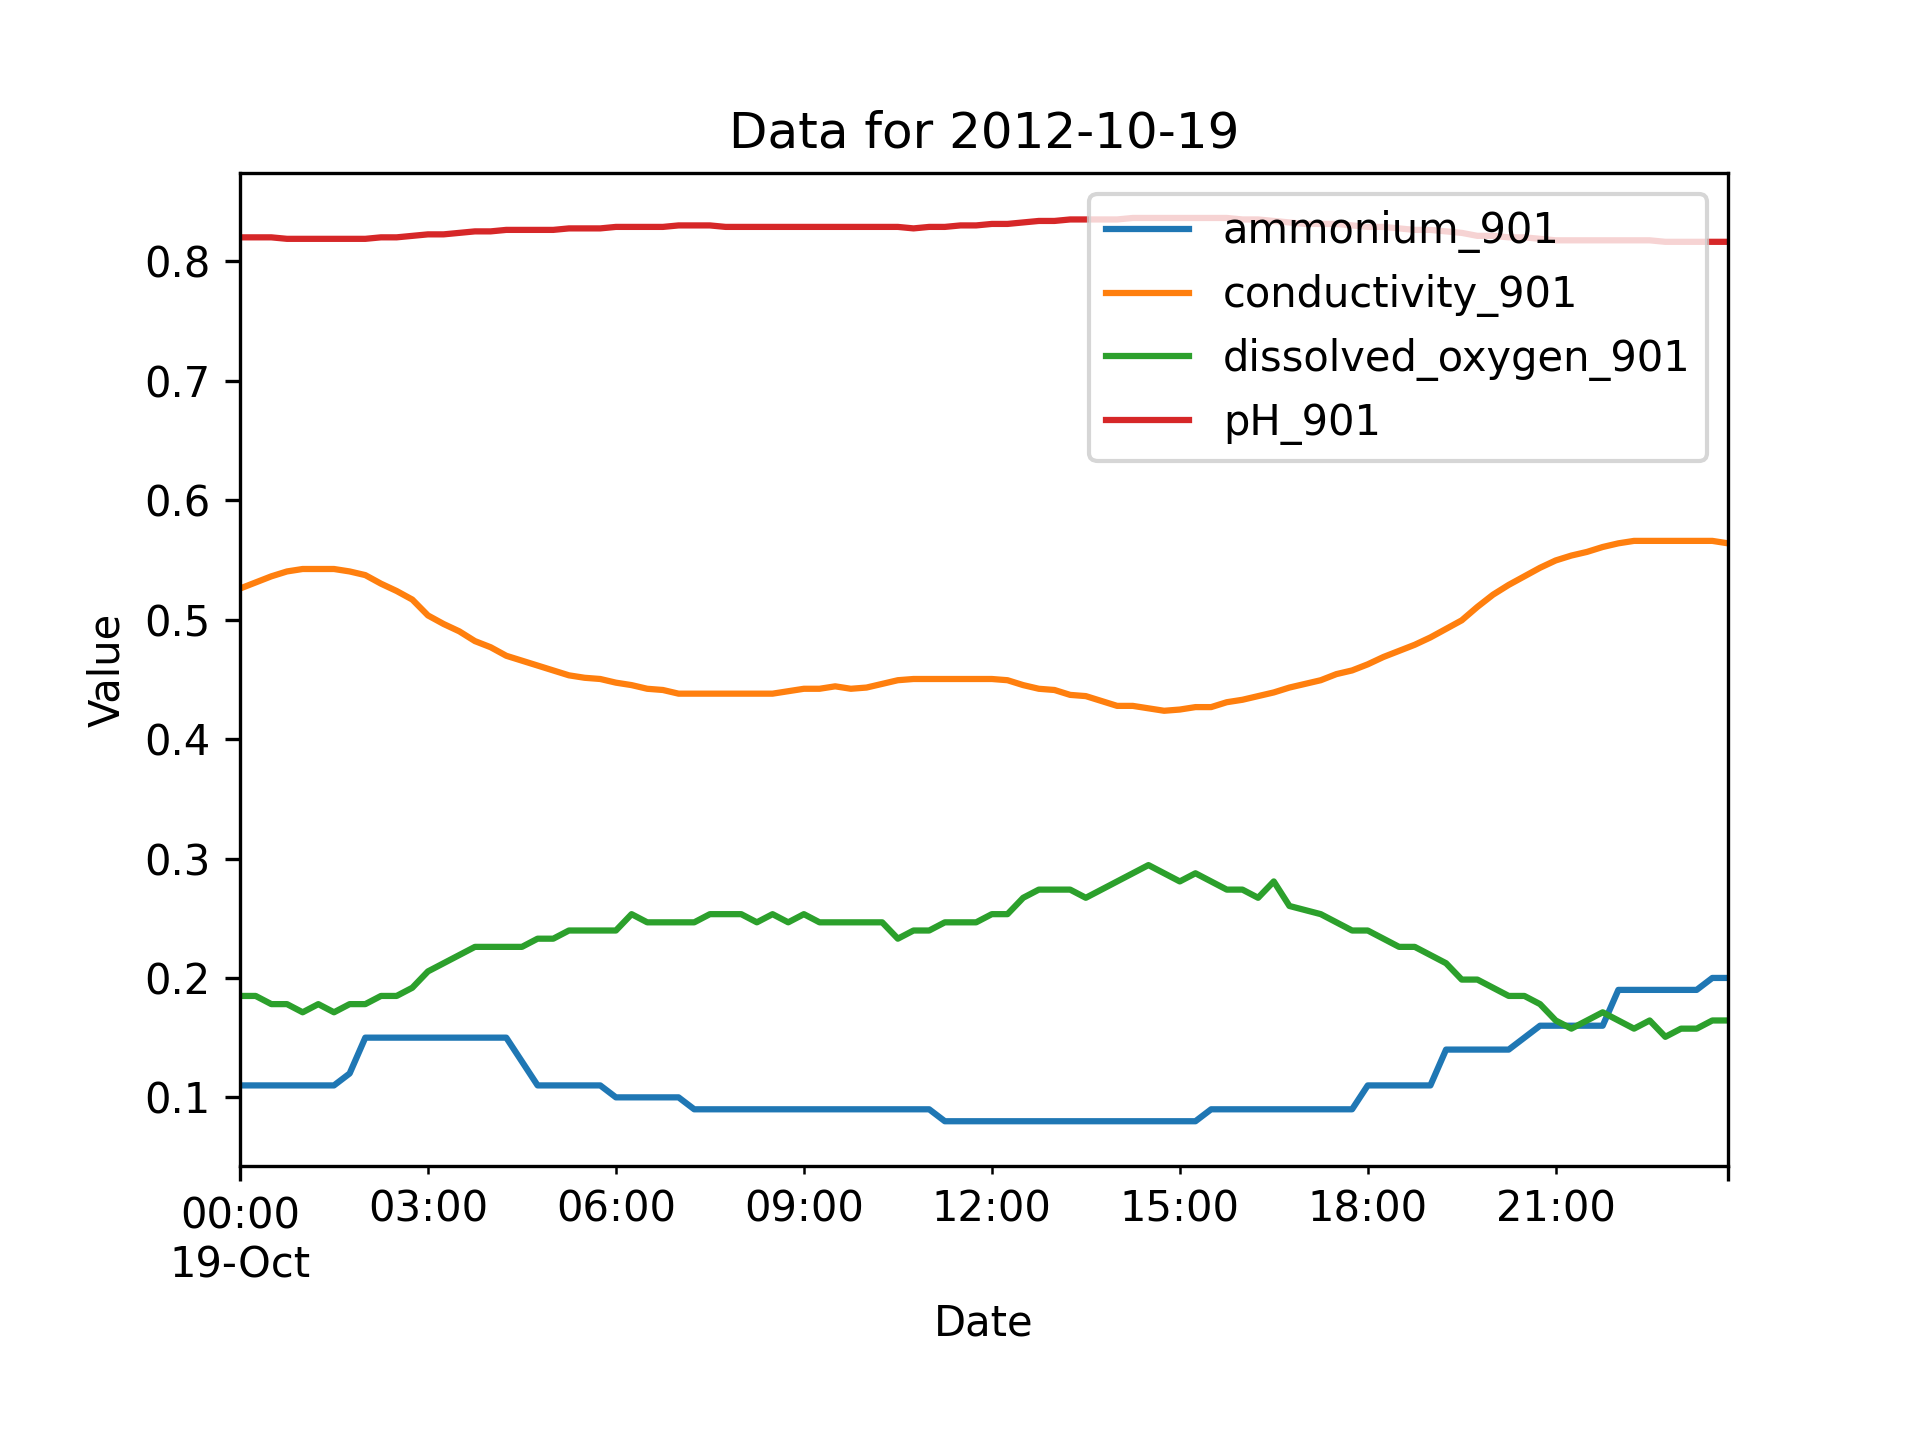 Data for 2012-10-19
ammonium_901
conductivity_901
dissolved_oxygen_901
pH_901
Value
0.8
0.7
0.6
0.5
0.4
0.3
0.2
0.1
00:00 03:00 06:00 09:00 12:00 15:00 18:00 21:00
19-Oct
Date